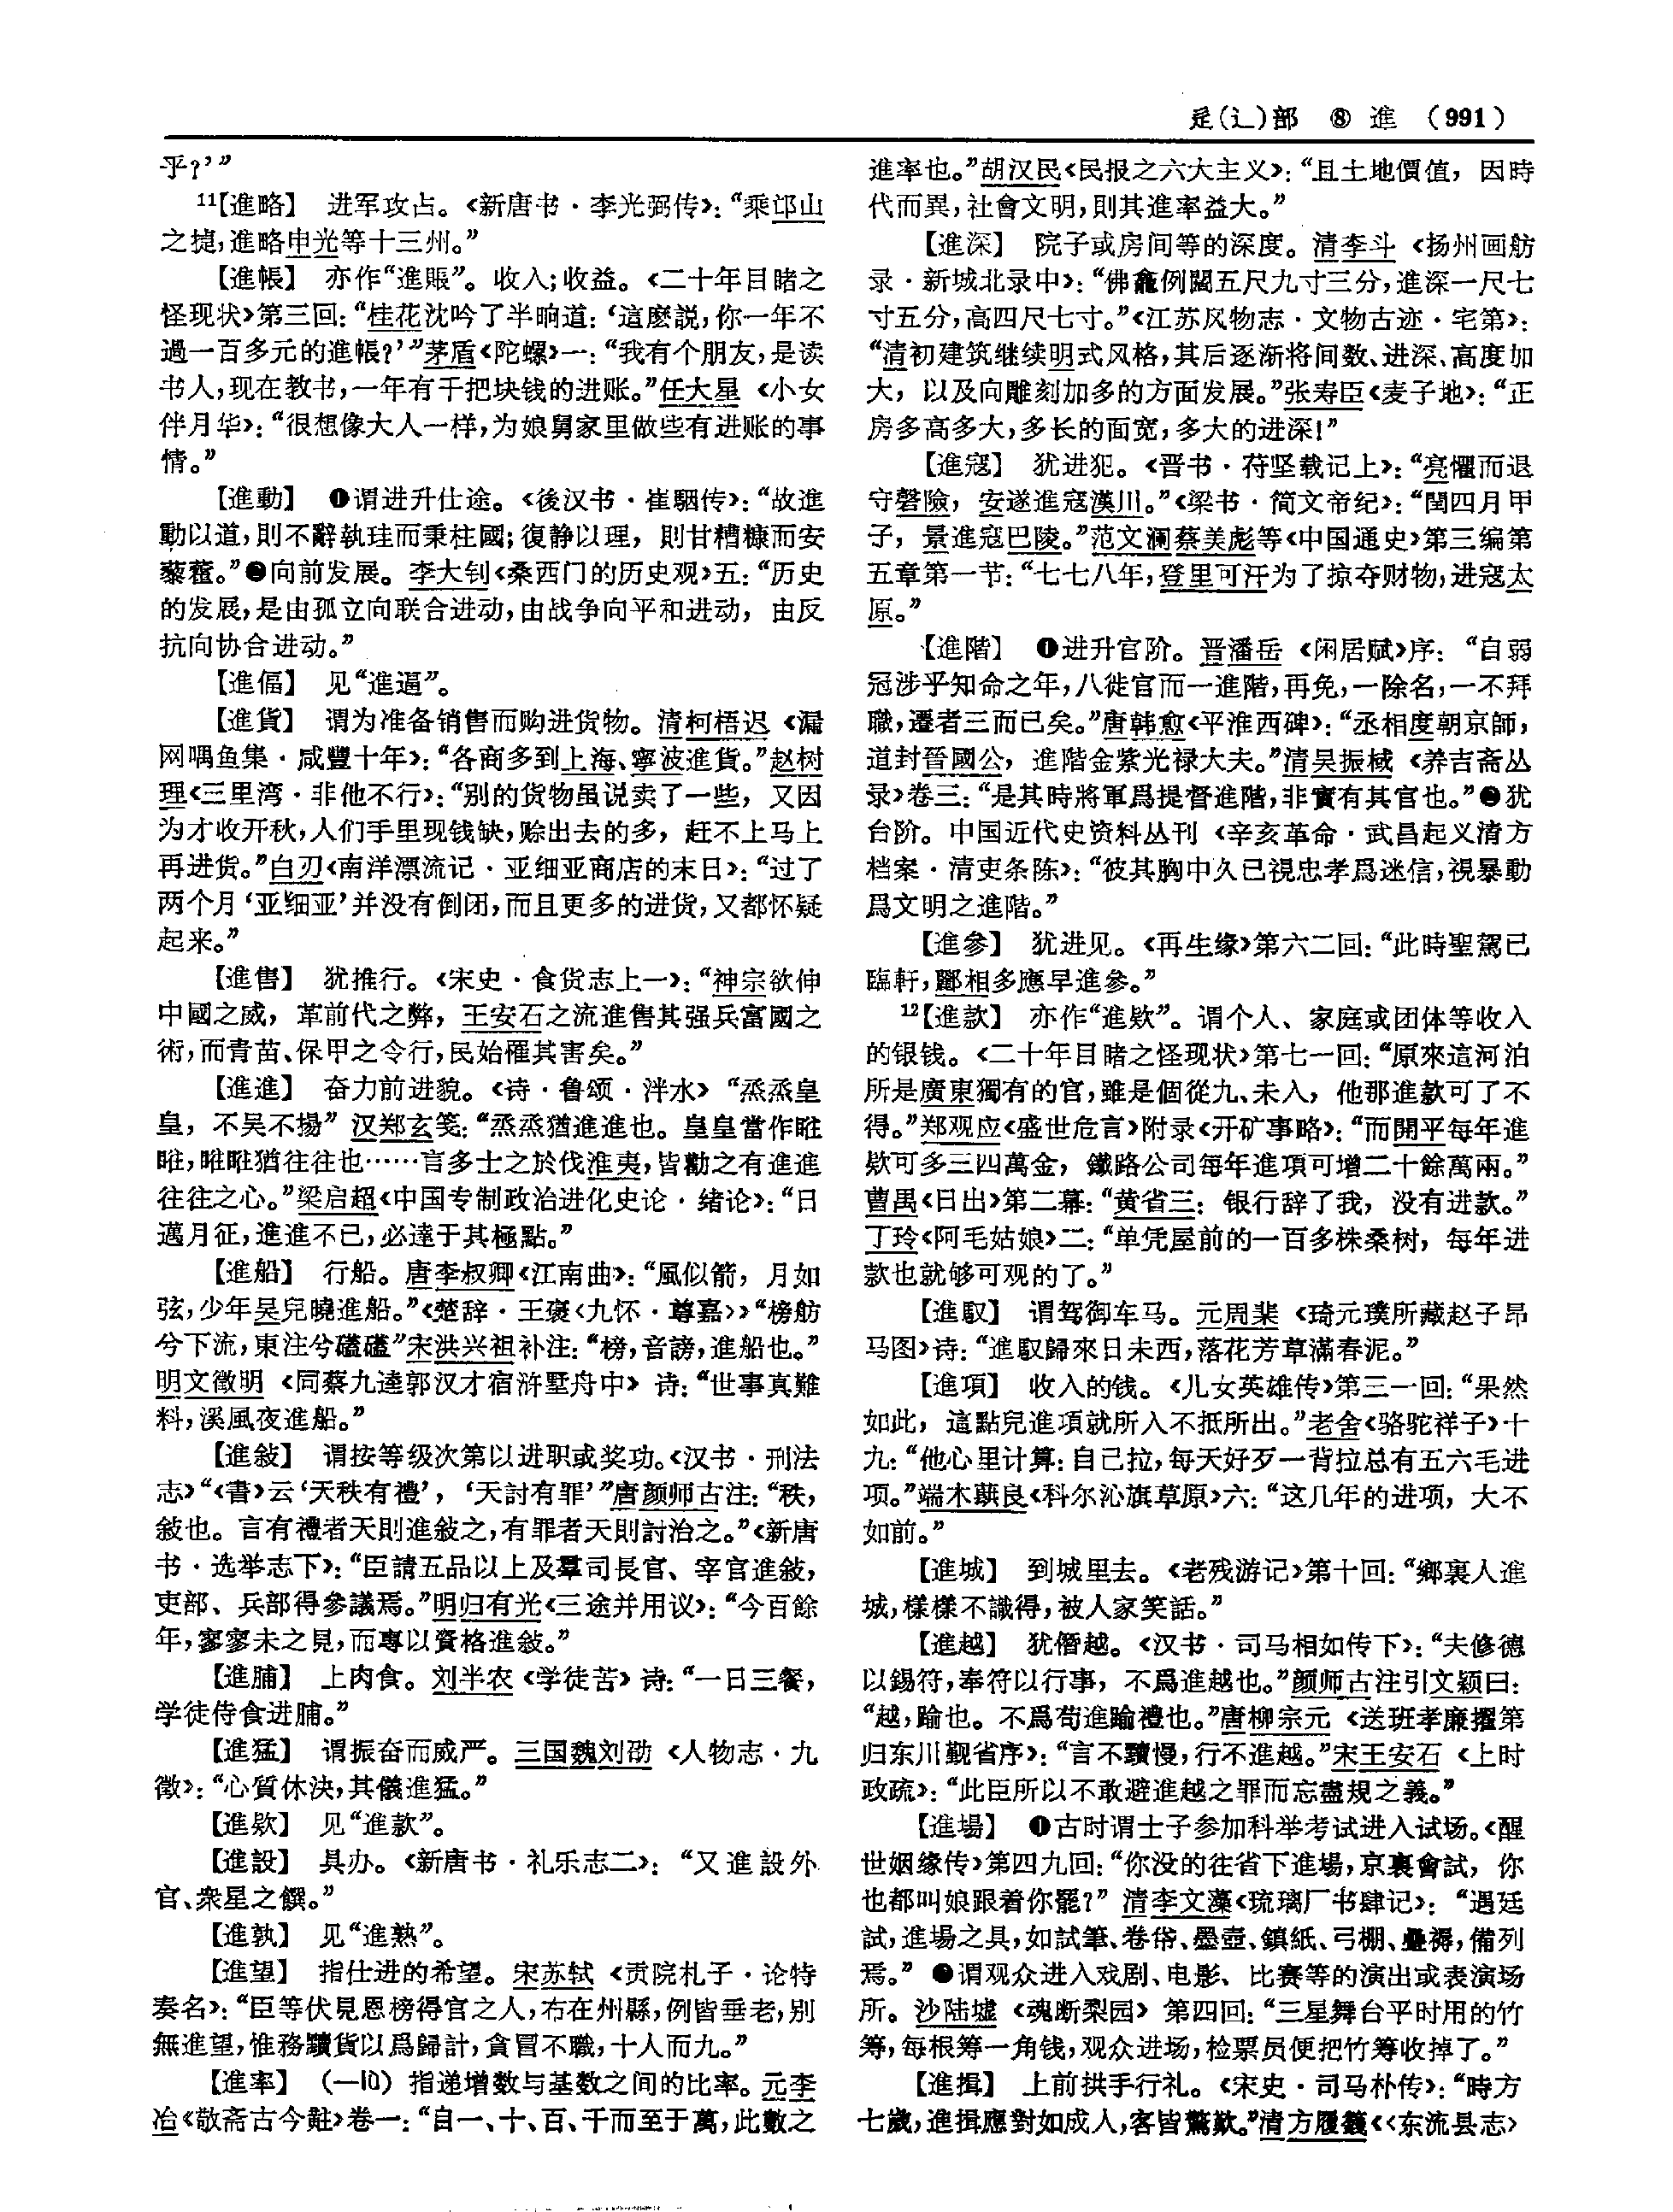 辵(辶)部 ⑧ 進 (991)
乎？’”
11【進略】 进军攻占。《新唐书·李光弼传》：“乘邙山
之捷，進略申光等十三州。”
【進帳】 亦作“進賬”。收入；收益。《二十年目睹之
怪现状》第三回：“桂花沈吟了半晌道：‘這麽説，你一年不
過一百多元的進帳？’”茅盾《陀螺》一：“我有个朋友，是读
书人，现在教书，一年有千把块钱的进账。”任大星《小女
伴月华》：“很想像大人一样，为娘舅家里做些有进账的事
情。”
【進動】 ❶谓进升仕途。《後汉书·崔駰传》：“故進
動以道，則不辭執珪而秉柱國；復静以理，則甘糟糠而安
藜藿。”❷向前发展。李大钊《桑西门的历史观》五：“历史
的发展，是由孤立向联合进动，由战争向平和进动，由反
抗向协合进动。”
【進偪】 见“進逼”。
【進貨】 谓为准备销售而购进货物。清柯梧迟《漏
网喁鱼集·咸豐十年》：“各商多到上海、寧波進貨。”赵树
理《三里湾·非他不行》：“别的货物虽说卖了一些，又因
为才收开秋，人们手里现钱缺，赊出去的多，赶不上马上
再进货。”白刃《南洋漂流记·亚细亚商店的末日》：“过了
两个月‘亚细亚’并没有倒闭，而且更多的进货，又都怀疑
起来。”
【進售】 犹推行。《宋史·食货志上一》：“神宗欲伸
中國之威，革前代之弊，王安石之流進售其强兵富國之
術，而青苗、保甲之令行，民始罹其害矣。”
【進進】 奋力前进貌。《诗·鲁颂·泮水》“烝烝皇
皇，不吴不揚”汉郑玄笺：“烝烝猶進進也。皇皇當作暀
暀，暀暀猶往往也……言多士之於伐淮夷，皆勸之有進進
往往之心。”梁启超《中国专制政治进化史论·绪论》：“日
邁月征，進進不已，必達于其極點。”
【進船】 行船。唐李叔卿《江南曲》：“風似箭，月如
弦，少年吴兒曉進船。”《楚辞·王褒〈九怀·尊嘉〉》“榜舫
兮下流，東注兮礚礚”宋洪兴祖补注：“榜，音謗，進船也。”
明文徵明《同蔡九逵郭汉才宿浒墅舟中》诗：“世事真難
料，溪風夜進船。”
【進敍】 谓按等级次第以进职或奖功。《汉书·刑法
志》“《書》云‘天秩有禮’，‘天討有罪’”唐颜师古注：“秩，
敍也。言有禮者天則進敍之，有罪者天則討治之。”《新唐
书·选举志下》：“臣請五品以上及羣司長官、宰官進敍，
吏部、兵部得參議焉。”明归有光《三途并用议》：“今百餘
年，寥寥未之見，而專以資格進敍。”
【進脯】 上肉食。刘半农《学徒苦》诗：“一日三餐，
学徒侍食进脯。”
【進猛】 谓振奋而威严。三国魏刘劭《人物志·九
徵》：“心質休決，其儀進猛。”
【進欵】 见“進款”。
【進設】 具办。《新唐书·礼乐志二》：“又進設外
官、衆星之饌。”
【進孰】 见“進熟”。
【進望】 指仕进的希望。宋苏轼《贡院札子·论特
奏名》：“臣等伏見恩榜得官之人，布在州縣，例皆垂老，别
無進望，惟務黷貨以爲歸計，貪冒不職，十人而九。”
【進率】 （—lǜ）指递增数与基数之间的比率。元李
冶《敬斋古今黈》卷一：“自一、十、百、千而至于萬，此數之
進率也。”胡汉民《民报之六大主义》：“且土地價值，因時
代而異，社會文明，則其進率益大。”
【進深】 院子或房间等的深度。清李斗《扬州画舫
录·新城北录中》：“佛龕例闊五尺九寸三分，進深一尺七
寸五分，高四尺七寸。”《江苏风物志·文物古迹·宅第》：
“清初建筑继续明式风格，其后逐渐将间数、进深、高度加
大，以及向雕刻加多的方面发展。”张寿臣《麦子地》：“正
房多高多大，多长的面宽，多大的进深！”
【進寇】 犹进犯。《晋书·苻坚载记上》：“亮懼而退
守磬險，安遂進寇漢川。”《梁书·简文帝纪》：“閏四月甲
子，景進寇巴陵。”范文澜蔡美彪等《中国通史》第三编第
五章第一节：“七七八年，登里可汗为了掠夺财物，进寇太
原。”
【進階】 ❶进升官阶。晋潘岳《闲居赋》序：“自弱
冠涉乎知命之年，八徙官而一進階，再免，一除名，一不拜
職，遷者三而已矣。”唐韩愈《平淮西碑》：“丞相度朝京師，
道封晉國公，進階金紫光禄大夫。”清吴振棫《养吉斋丛
录》卷三：“是其時將軍爲提督進階，非實有其官也。”❷犹
台阶。中国近代史资料丛刊《辛亥革命·武昌起义清方
档案·清吏条陈》：“彼其胸中久已視忠孝爲迷信，視暴動
爲文明之進階。”
【進參】 犹进见。《再生缘》第六二回：“此時聖駕已
臨軒，酈相多應早進參。”
12【進款】 亦作“進欵”。谓个人、家庭或团体等收入
的银钱。《二十年目睹之怪现状》第七一回：“原來這河泊
所是廣東獨有的官，雖是個從九、未入，他那進款可了不
得。”郑观应《盛世危言》附录《开矿事略》：“而開平每年進
欵可多三四萬金，鐵路公司每年進項可增二十餘萬兩。”
曹禺《日出》第二幕：“黄省三：银行辞了我，没有进款。”
丁玲《阿毛姑娘》二：“单凭屋前的一百多株桑树，每年进
款也就够可观的了。”
【進馭】 谓驾御车马。元周棐《琦元璞所藏赵子昂
马图》诗：“進馭歸來日未西，落花芳草滿春泥。”
【進項】 收入的钱。《儿女英雄传》第三一回：“果然
如此，這點兒進項就所入不抵所出。”老舍《骆驼祥子》十
九：“他心里计算：自己拉，每天好歹一背拉总有五六毛进
项。”端木蕻良《科尔沁旗草原》六：“这几年的进项，大不
如前。”
【進城】 到城里去。《老残游记》第十回：“鄉裏人進
城，樣樣不識得，被人家笑話。”
【進越】 犹僭越。《汉书·司马相如传下》：“夫修德
以錫符，奉符以行事，不爲進越也。”颜师古注引文颖曰：
“越，踰也。不爲苟進踰禮也。”唐柳宗元《送班孝廉擢第
归东川觐省序》：“言不黷慢，行不進越。”宋王安石《上时
政疏》：“此臣所以不敢避進越之罪而忘盡規之義。”
【進場】 ❶古时谓士子参加科举考试进入试场。《醒
世姻缘传》第四九回：“你没的往省下進場，京裏會試，你
也都叫娘跟着你罷？”清李文藻《琉璃厂书肆记》：“遇廷
試，進場之具，如試筆、卷帒、墨壺、鎮紙、弓棚、疊褥，備列
焉。”❷谓观众进入戏剧、电影、比赛等的演出或表演场
所。沙陆墟《魂断梨园》第四回：“三星舞台平时用的竹
筹，每根筹一角钱，观众进场，检票员便把竹筹收掉了。”
【進揖】 上前拱手行礼。《宋史·司马朴传》：“時方
七歲，進揖應對如成人，客皆驚歎。”清方履籛《〈东流县志〉